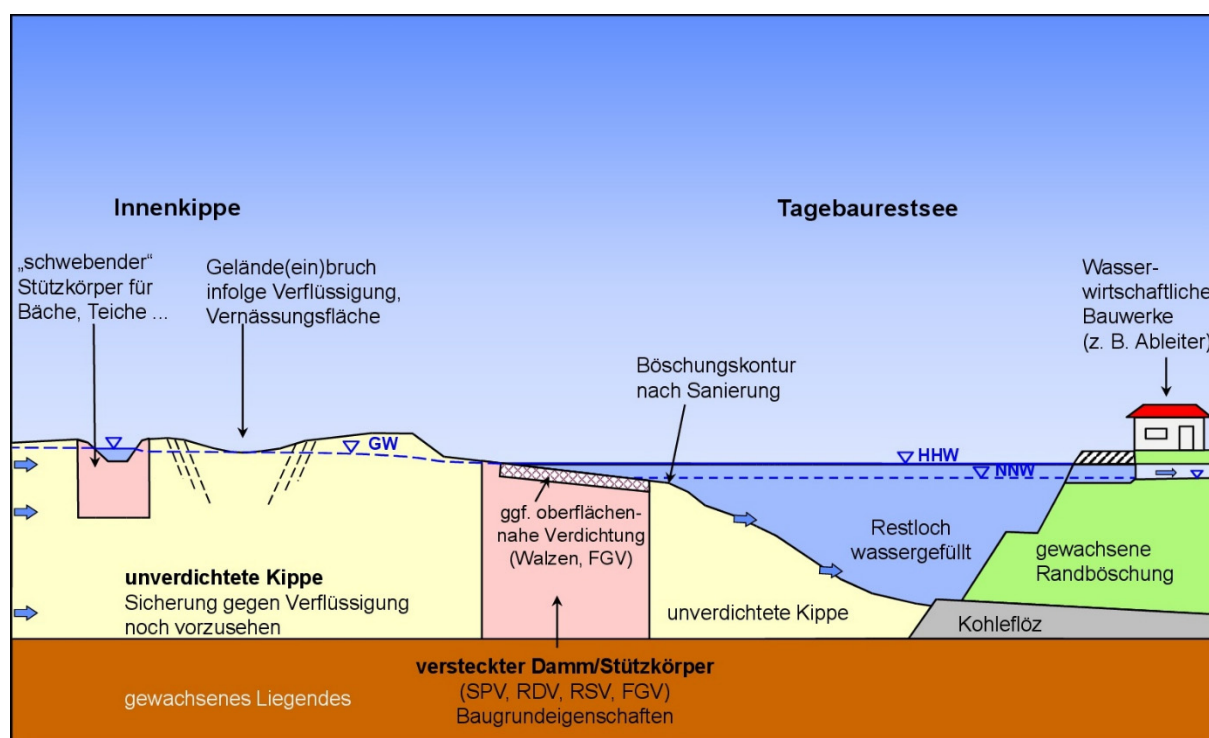 Innenkippe
Tagebaurestsee
„schwebender“
Stützkörper für
Bäche, Teiche ...
Gelände(ein)bruch
infolge Verflüssigung,
Vernässungsfläche
Wasser-
wirtschaftliche
Bauwerke
(z. B. Ableiter)
Böschungskontur
nach Sanierung
GW
HHW
NNW
ggf. oberflächen-
nahe Verdichtung
(Walzen, FGV)
Restloch
wassergefüllt
gewachsene
Randböschung
unverdichtete Kippe
Sicherung gegen Verflüssigung
noch vorzusehen
unverdichtete Kippe
Kohleflöz
versteckter Damm/Stützkörper
(SPV, RDV, RSV, FGV)
Baugrundeigenschaften
gewachsenes Liegendes